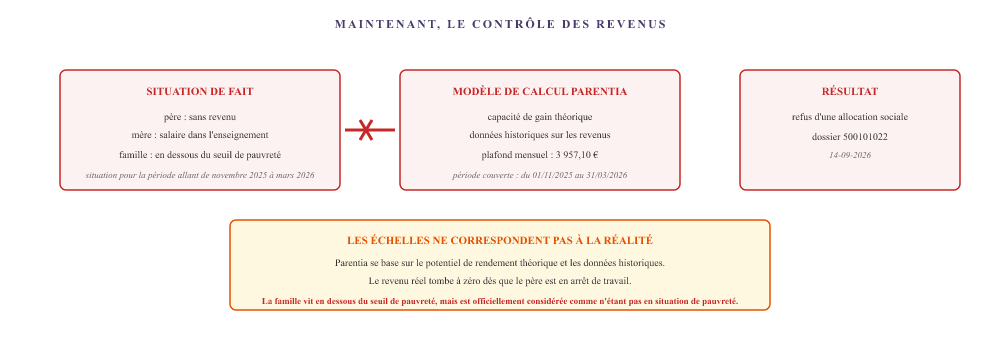 MAINTENANT, LE CONTRÔLE DES REVENUS
SITUATION DE FAIT
père : sans revenu
mère : salaire dans l'enseignement
famille : en dessous du seuil de pauvreté
situation pour la période allant de novembre 2025 à mars 2026
MODÈLE DE CALCUL PARENTIA
capacité de gain théorique
données historiques sur les revenus
plafond mensuel : 3 957,10 €
période couverte : du 01/11/2025 au 31/03/2026
RÉSULTAT
refus d'une allocation sociale
dossier 500101022
14-09-2026
LES ÉCHELLES NE CORRESPONDENT PAS À LA RÉALITÉ
Parentia se base sur le potentiel de rendement théorique et les données historiques.
Le revenu réel tombe à zéro dès que le père est en arrêt de travail.
La famille vit en dessous du seuil de pauvreté, mais est officiellement considérée comme n'étant pas en situation de pauvreté.